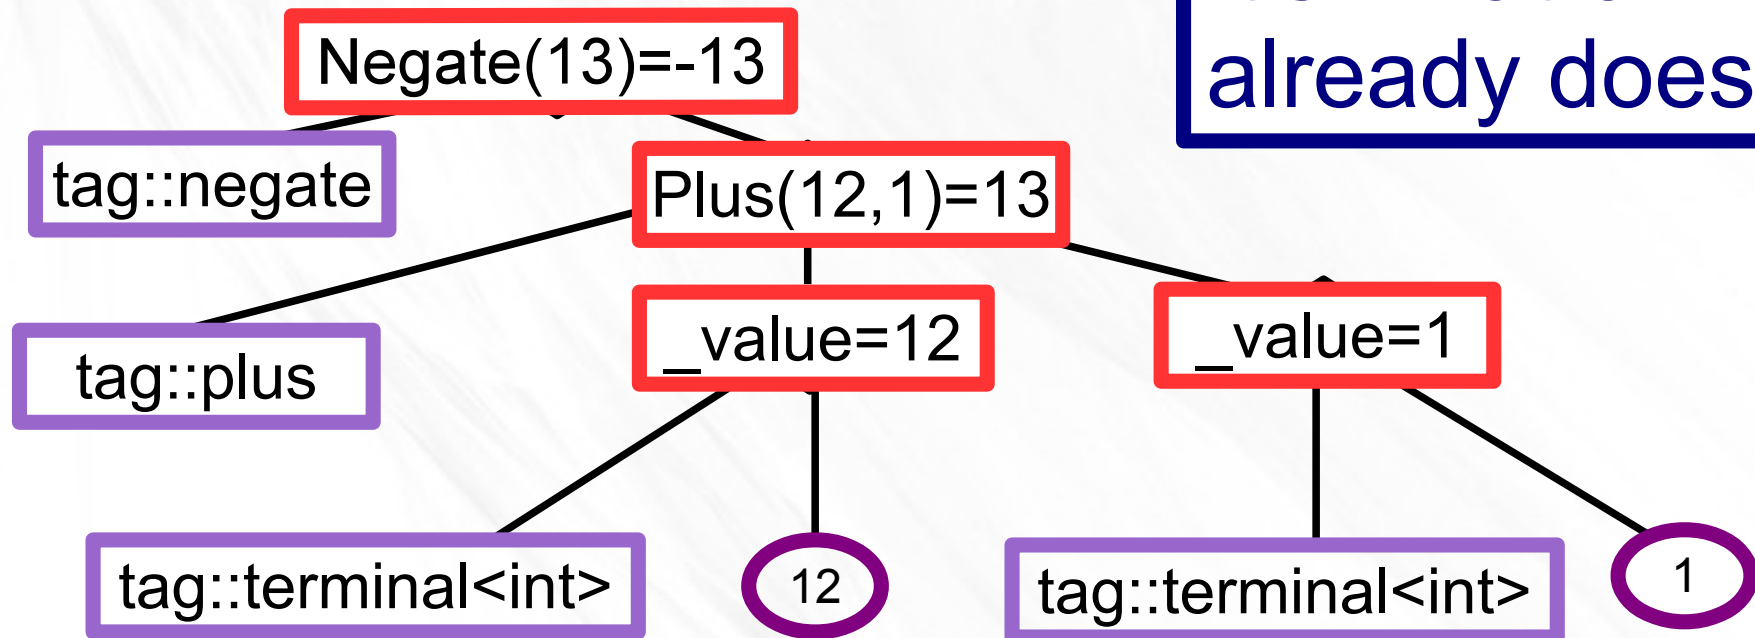 Negate(13)=-13
already does
tag::negate
Plus(12,1)=13
_value=12
_value=1
tag::plus
tag::terminal<int>
12
tag::terminal<int>
1